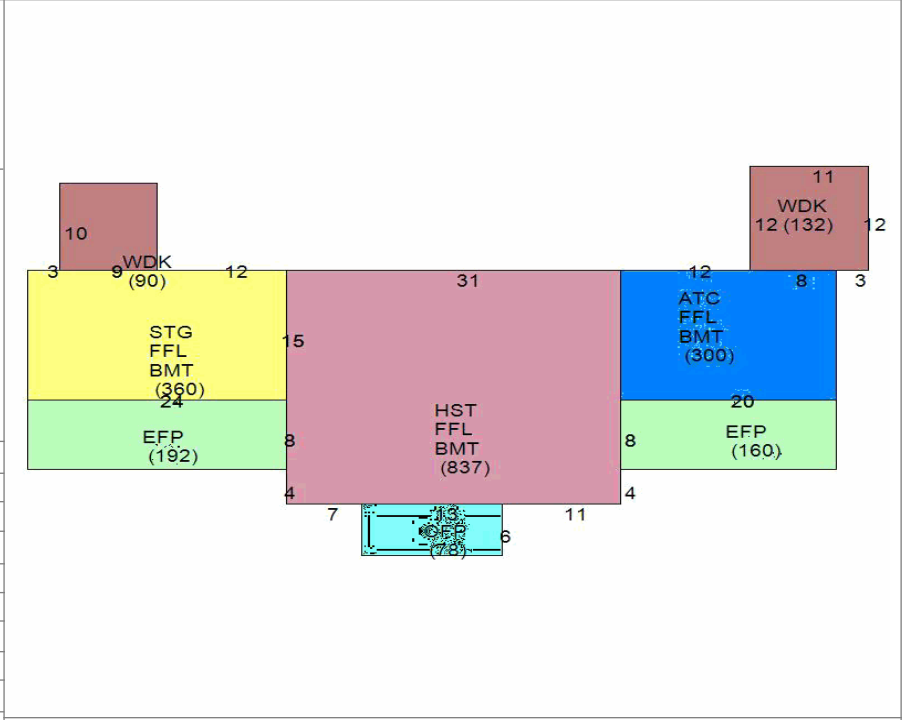 11
WDK
12 (132) 12
10
WDK
3 9 12
(90)
31
12
8 3
ATC
FFL
BMT
(300)
STG
FFL
BMT
(360)
15
24
20
HST
FFL
BMT
(837)
EFP
(192)
8
8
EFP
(160)
4
4
7
13
11
(78)
6